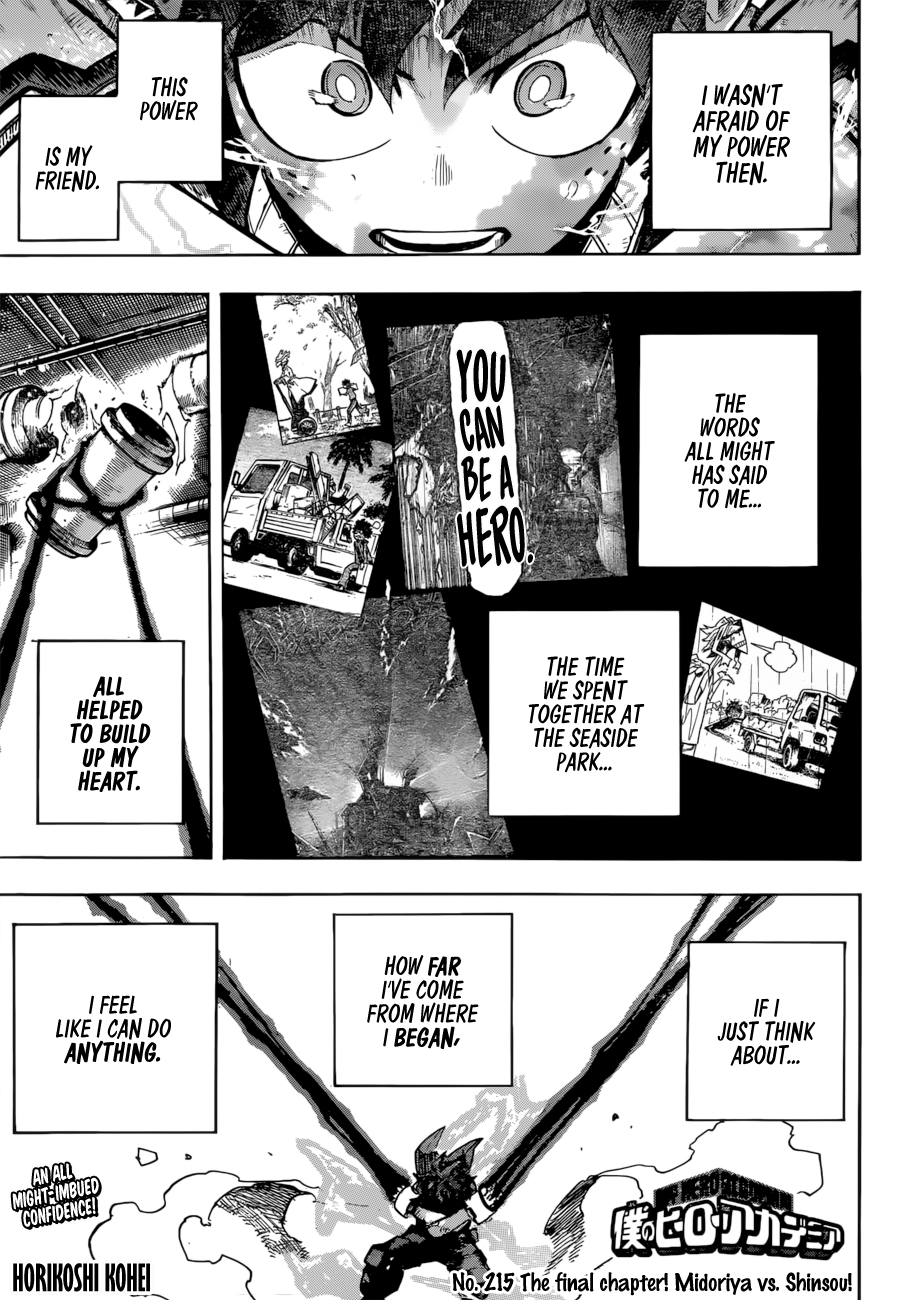 I WASN'T
AFRAID OF
MY POWER
THEN.
THIS
POWER
IS MY
FRIEND.
THE
WORDS
ALL MIGHT
HAS SAID
TO ME...
YOU
CAN
BE A
HERO.
THE TIME
WE SPENT
TOGETHER AT
THE SEASIDE
PARK...
ALL
HELPED
TO BUILD
UP MY
HEART.
IF I
JUST THINK
ABOUT...
HOW FAR
I'VE COME
FROM WHERE
I BEGAN,
I FEEL
LIKE I CAN DO
ANYTHING.
AN ALL
MIGHT-IMBUED
CONFIDENCE!
MY HERO ACADEMIA
僕のヒーローアカデミア
HORIKOSHI KOHEI
No. 215 The final chapter! Midoriya vs. Shinsou!